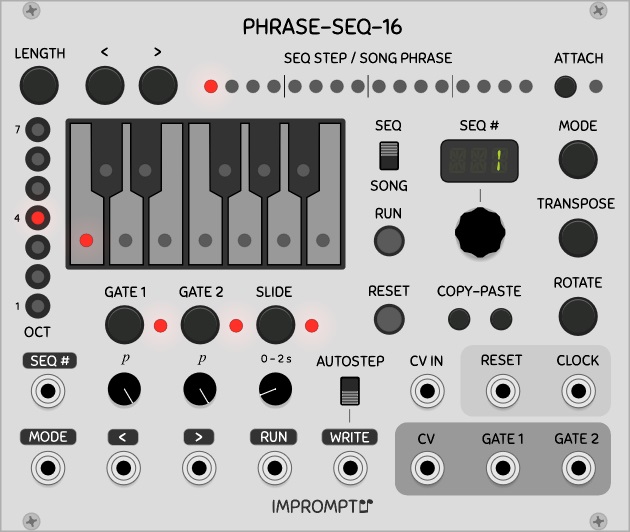 PHRASE-SEQ-16
LENGTH < > SEQ STEP / SONG PHRASE ATTACH
7
4
1
OCT
SEQ
SONG
SEQ #
1
MODE
RUN
TRANSPOSE
RESET
COPY-PASTE
ROTATE
GATE 1 GATE 2 SLIDE
SEQ # p p 0-2 s AUTOSTEP CV IN RESET CLOCK
MODE < > RUN WRITE CV GATE 1 GATE 2
IMPROMPTU